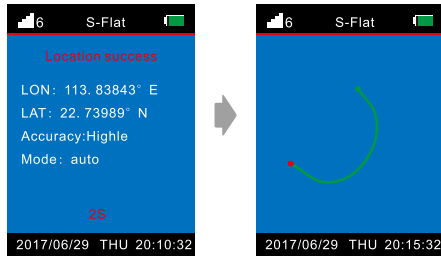 6 S-Flat
Location success
LON: 113.83843° E
LAT: 22.73989° N
Accuracy:Highle
Mode: auto
2S
2017/06/29 THU 20:10:32
6 S-Flat
2017/06/29 THU 20:15:32